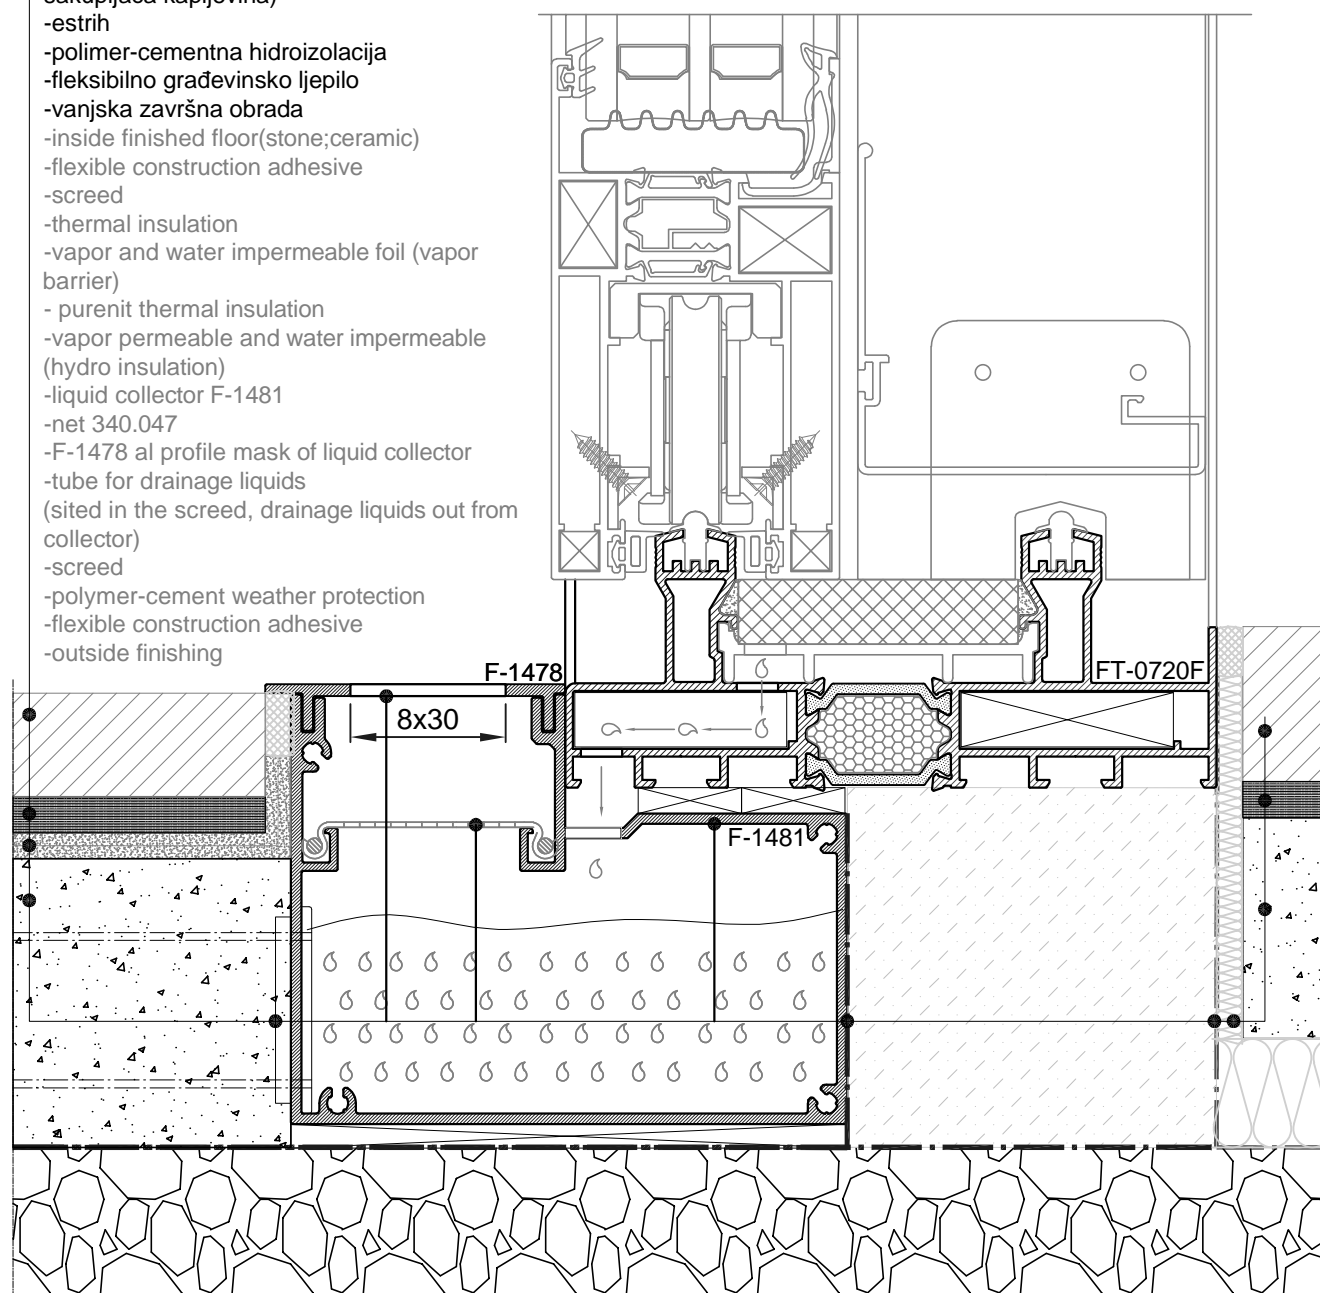 -estrih
-polimer-cementna hidroizolacija
-fleksibilno građevinsko ljepilo
-vanjska završna obrada
-inside finished floor(stone;ceramic)
-flexible construction adhesive
-screed
-thermal insulation
-vapor and water impermeable foil (vapor
barrier)
- purenit thermal insulation
-vapor permeable and water impermeable
(hydro insulation)
-liquid collector F-1481
-net 340.047
-F-1478 al profile mask of liquid collector
-tube for drainage liquids
(sited in the screed, drainage liquids out from
collector)
-screed
-polymer-cement weather protection
-flexible construction adhesive
-outside finishing
F-1478
FT-0720F
8x30
F-1481